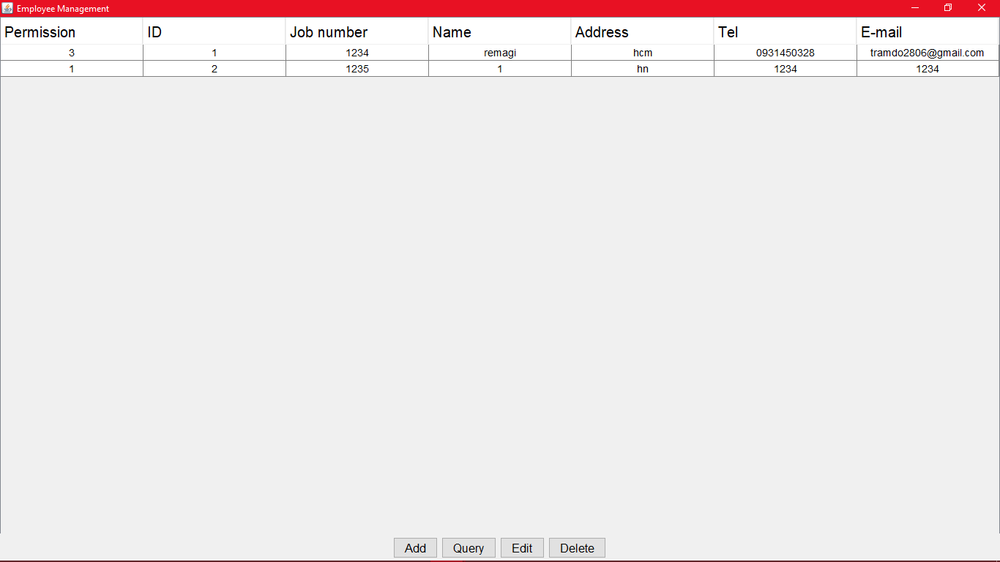 Employee Management
Permission ID Job number Name Address Tel E-mail
3 1 1234 remagi hcm 0931450328 tramdo2806@gmail.com
1 2 1235 1 hn 1234 1234
Add Query Edit Delete